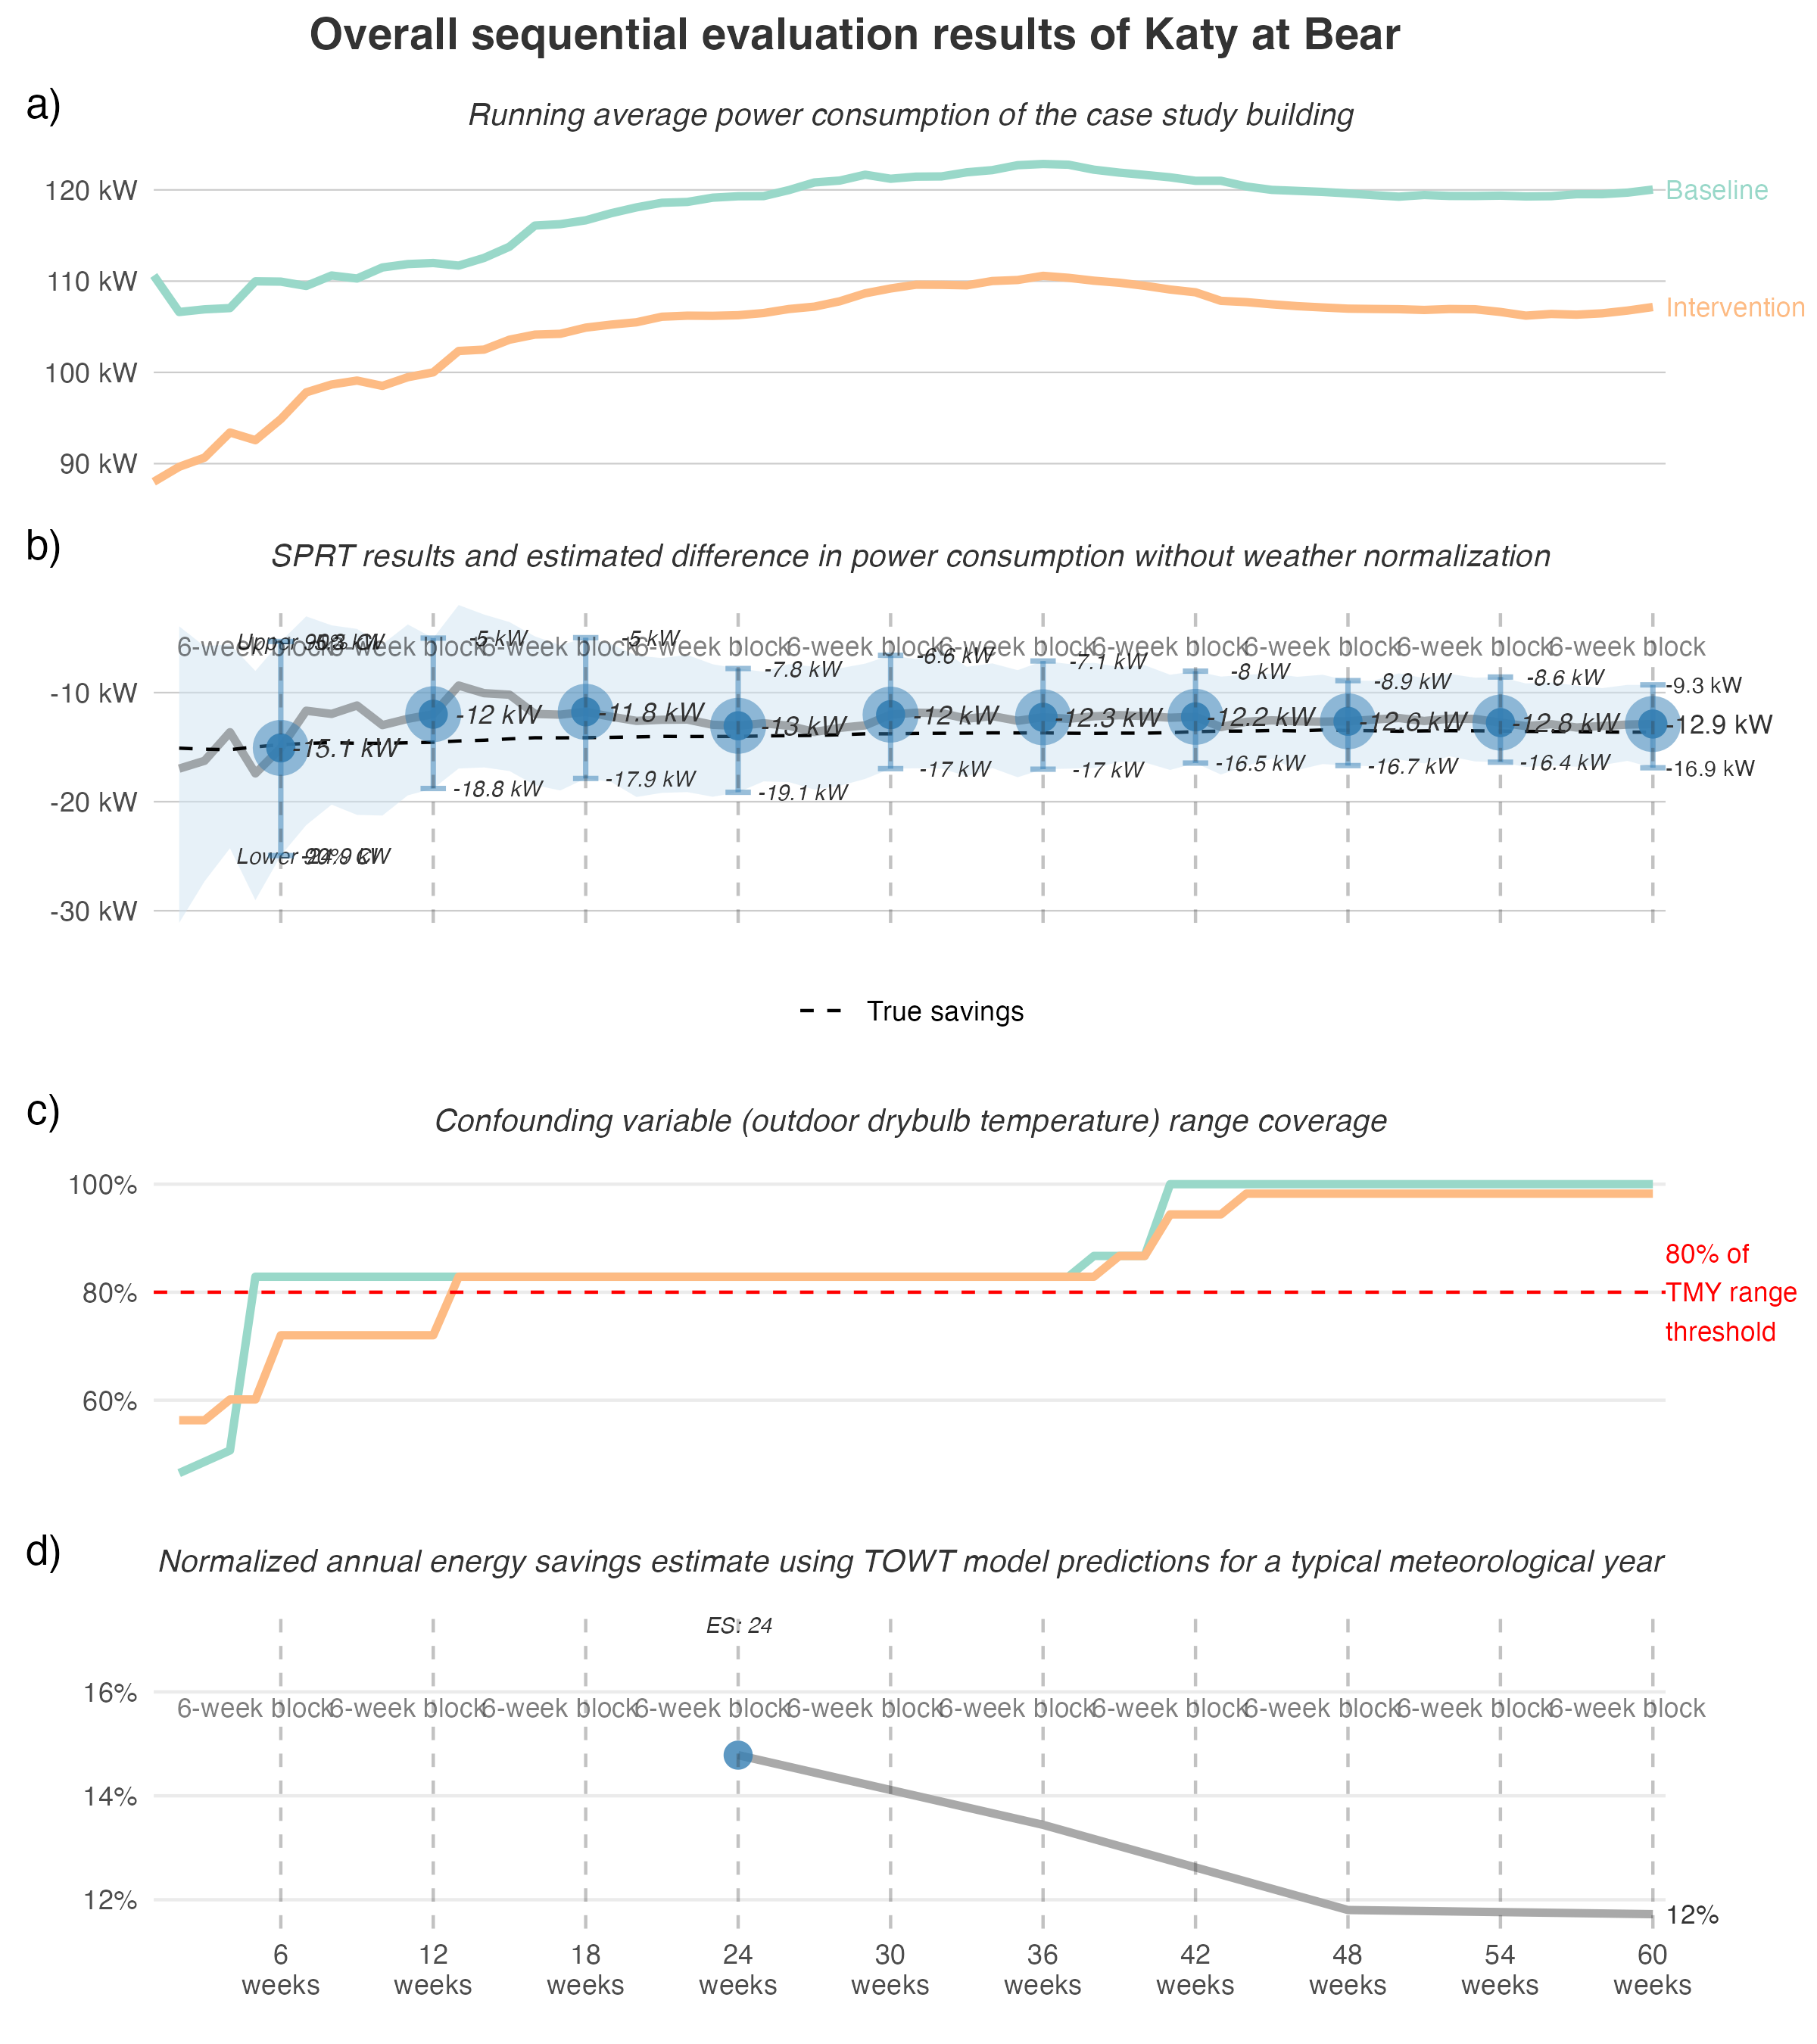 Overall sequential evaluation results of Katy at Bear
a)
Running average power consumption of the case study building
120 kW
110 kW
100 kW
90 kW
Baseline
Intervention
b)
SPRT results and estimated difference in power consumption without weather normalization
6-week block 6-week block 6-week block 6-week block 6-week block 6-week block 6-week block 6-week block 6-week block 6-week block
Upper 90% CI
-5 kW
-5 kW
-7.8 kW
-6.6 kW
-7.1 kW
-8 kW
-8.9 kW
-8.6 kW
-9.3 kW
-10 kW
-20 kW
-30 kW
-15.1 kW
-12 kW
-11.8 kW
-13 kW
-12 kW
-12.3 kW
-12.2 kW
-12.6 kW
-12.8 kW
-12.9 kW
Lower 90% CI
-24.9 kW
-18.8 kW
-17.9 kW
-19.1 kW
-17 kW
-17 kW
-16.5 kW
-16.7 kW
-16.4 kW
-16.9 kW
True savings
c)
Confounding variable (outdoor drybulb temperature) range coverage
100%
80%
60%
80% of
TMY range
threshold
d)
Normalized annual energy savings estimate using TOWT model predictions for a typical meteorological year
ES: 24
16%
14%
12%
6-week block 6-week block 6-week block 6-week block 6-week block 6-week block 6-week block 6-week block 6-week block 6-week block
12%
6 weeks
12 weeks
18 weeks
24 weeks
30 weeks
36 weeks
42 weeks
48 weeks
54 weeks
60 weeks